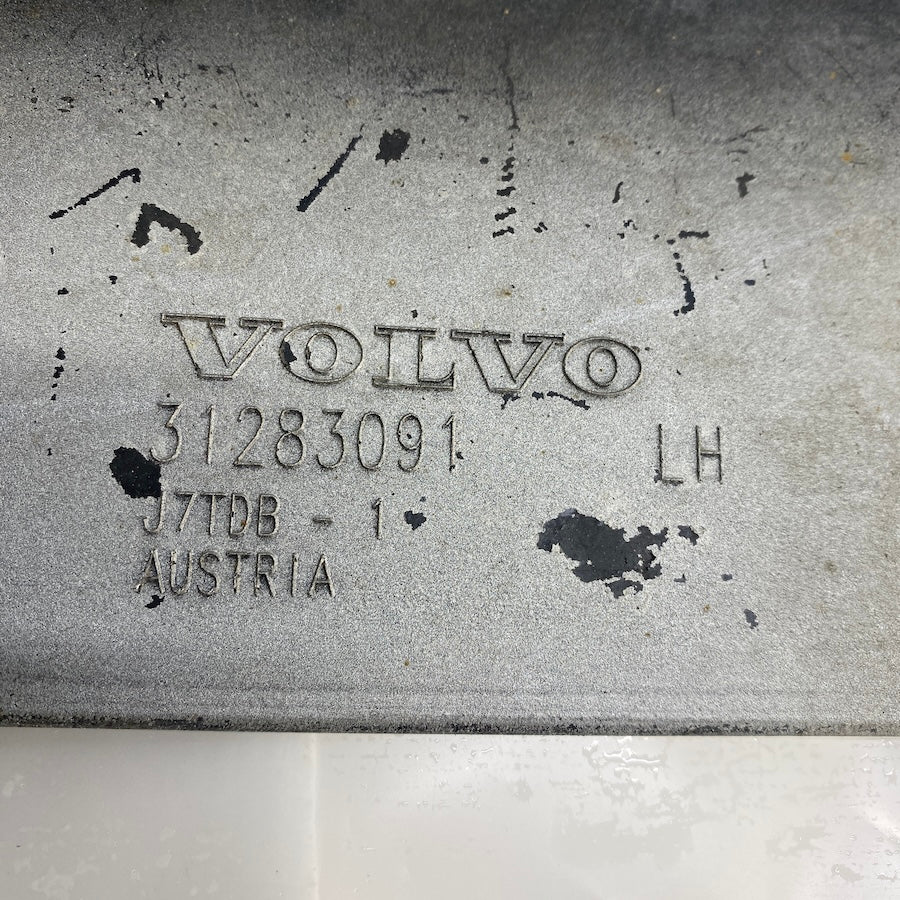 VOLVO
31283091
LH
J7TDB - 1
AUSTRIA